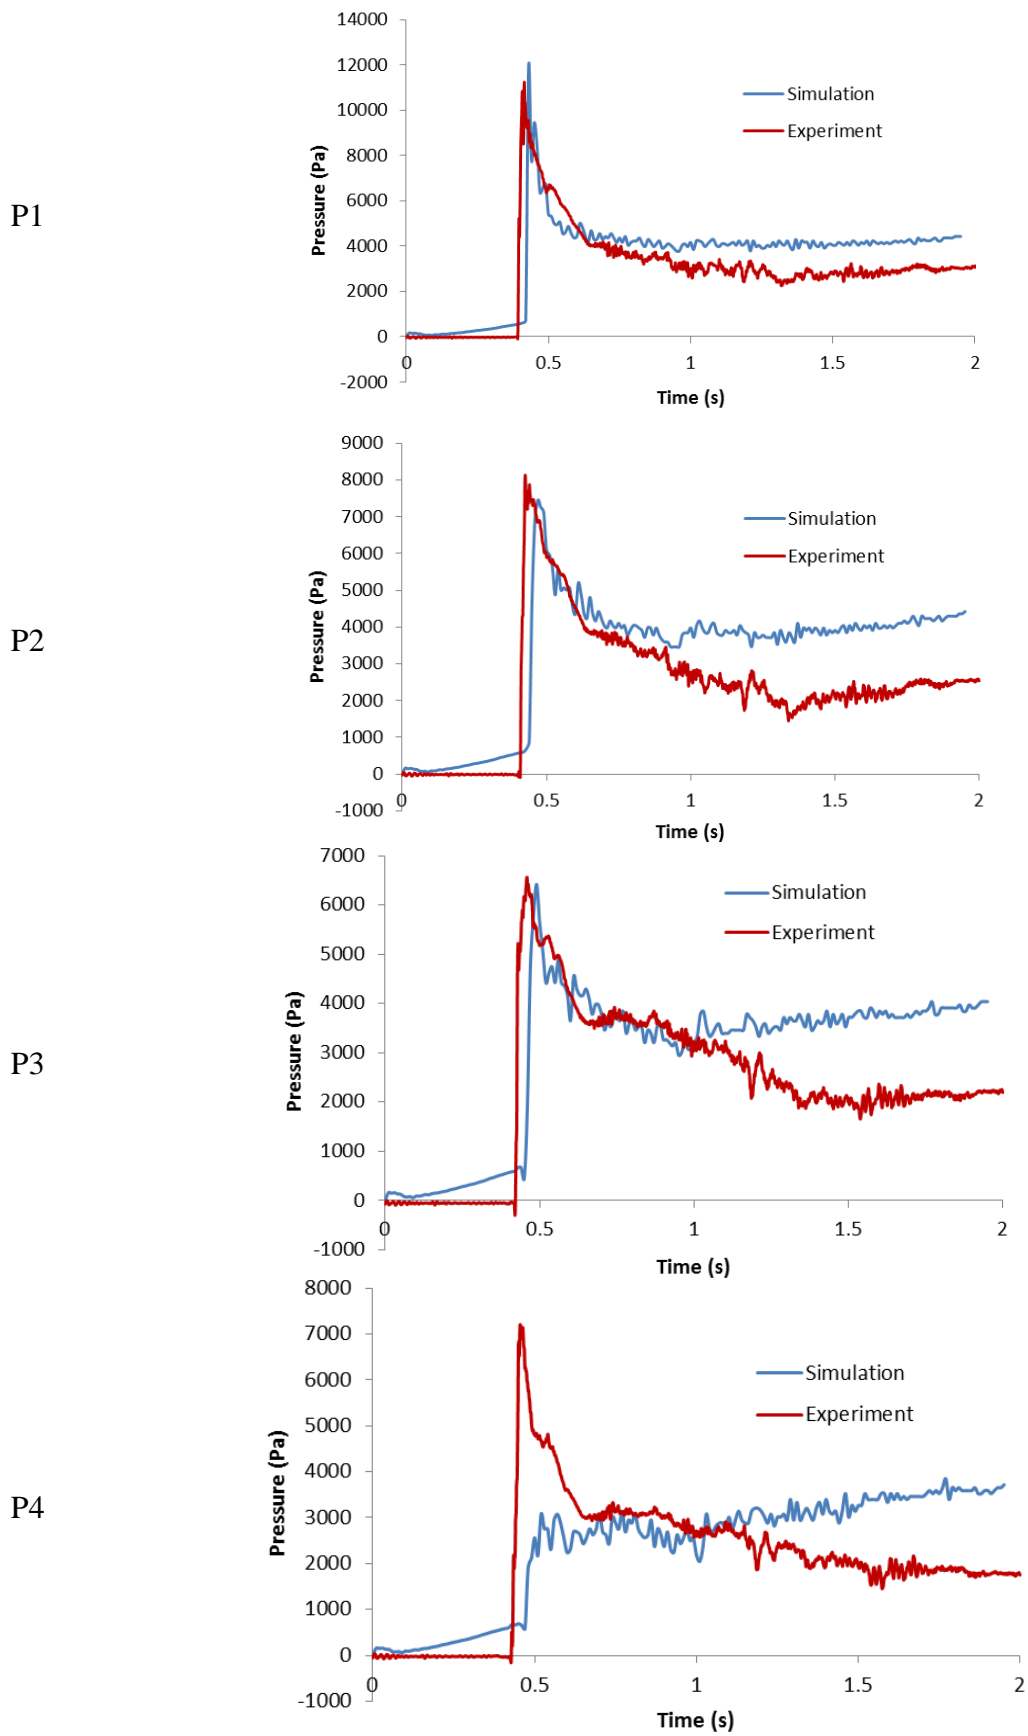 P1
Pressure (Pa)
14000
12000
10000
8000
6000
4000
2000
0
-2000
Simulation
Experiment
0 0.5 1 1.5 2
Time (s)
P2
Pressure (Pa)
9000
8000
7000
6000
5000
4000
3000
2000
1000
0
-1000
Simulation
Experiment
0 0.5 1 1.5 2
Time (s)
P3
Pressure (Pa)
7000
6000
5000
4000
3000
2000
1000
0
-1000
Simulation
Experiment
0 0.5 1 1.5 2
Time (s)
P4
Pressure (Pa)
8000
7000
6000
5000
4000
3000
2000
1000
0
-1000
Simulation
Experiment
0 0.5 1 1.5 2
Time (s)